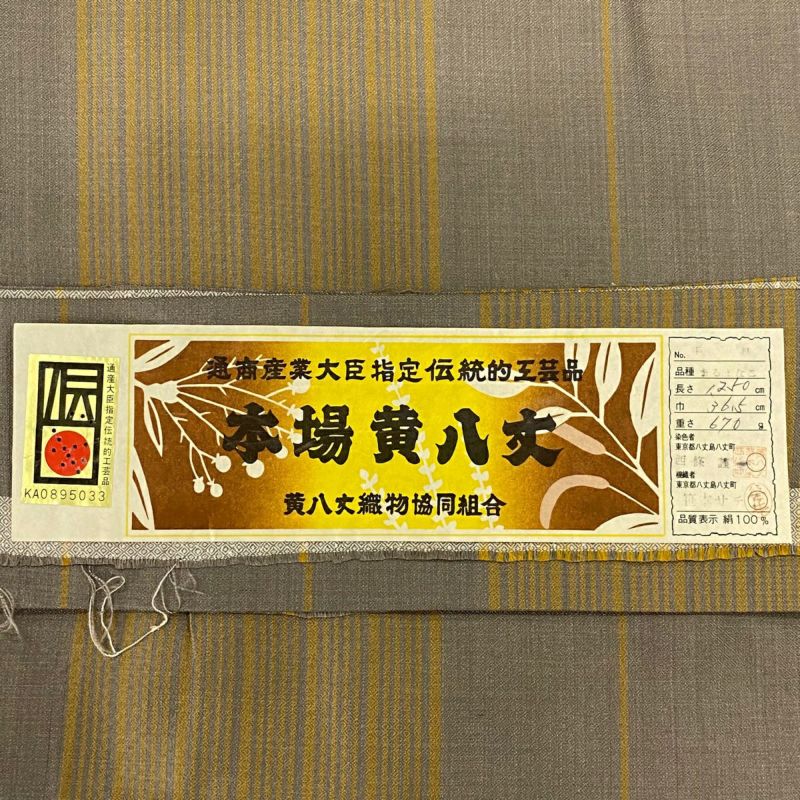 通産大臣指定伝統的工芸品
伝
KA0895033
通商産業大臣指定伝統的工芸品
本場黄八丈
黄八丈織物協同組合
No.
品種
長さ 1,250 cm
巾 36.5 cm
重さ 670 g
染色者
東京都八丈島八丈町
機織者
東京都八丈島八丈町
品質表示 絹100%